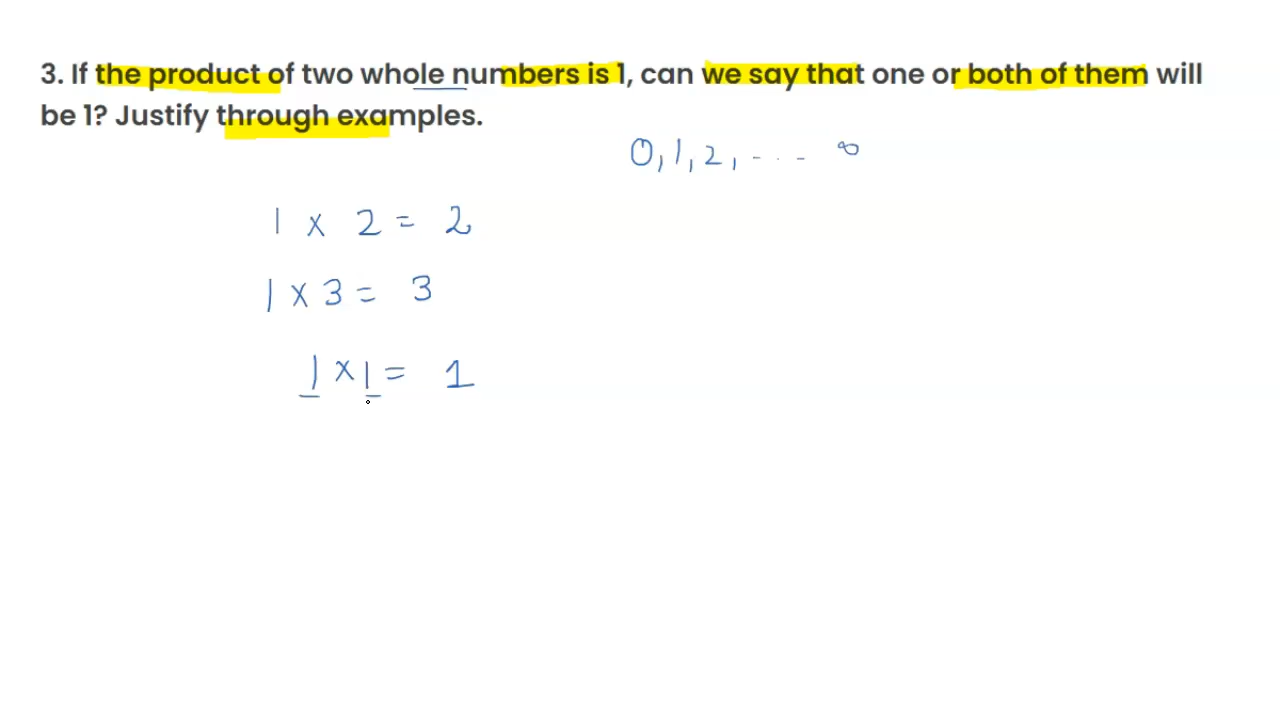 3. If the product of two whole numbers is 1, can we say that one or both of them will
be 1? Justify through examples.
0, 1, 2, - . . - ∞
1 x 2 = 2
1 x 3 = 3
1 x 1 = 1